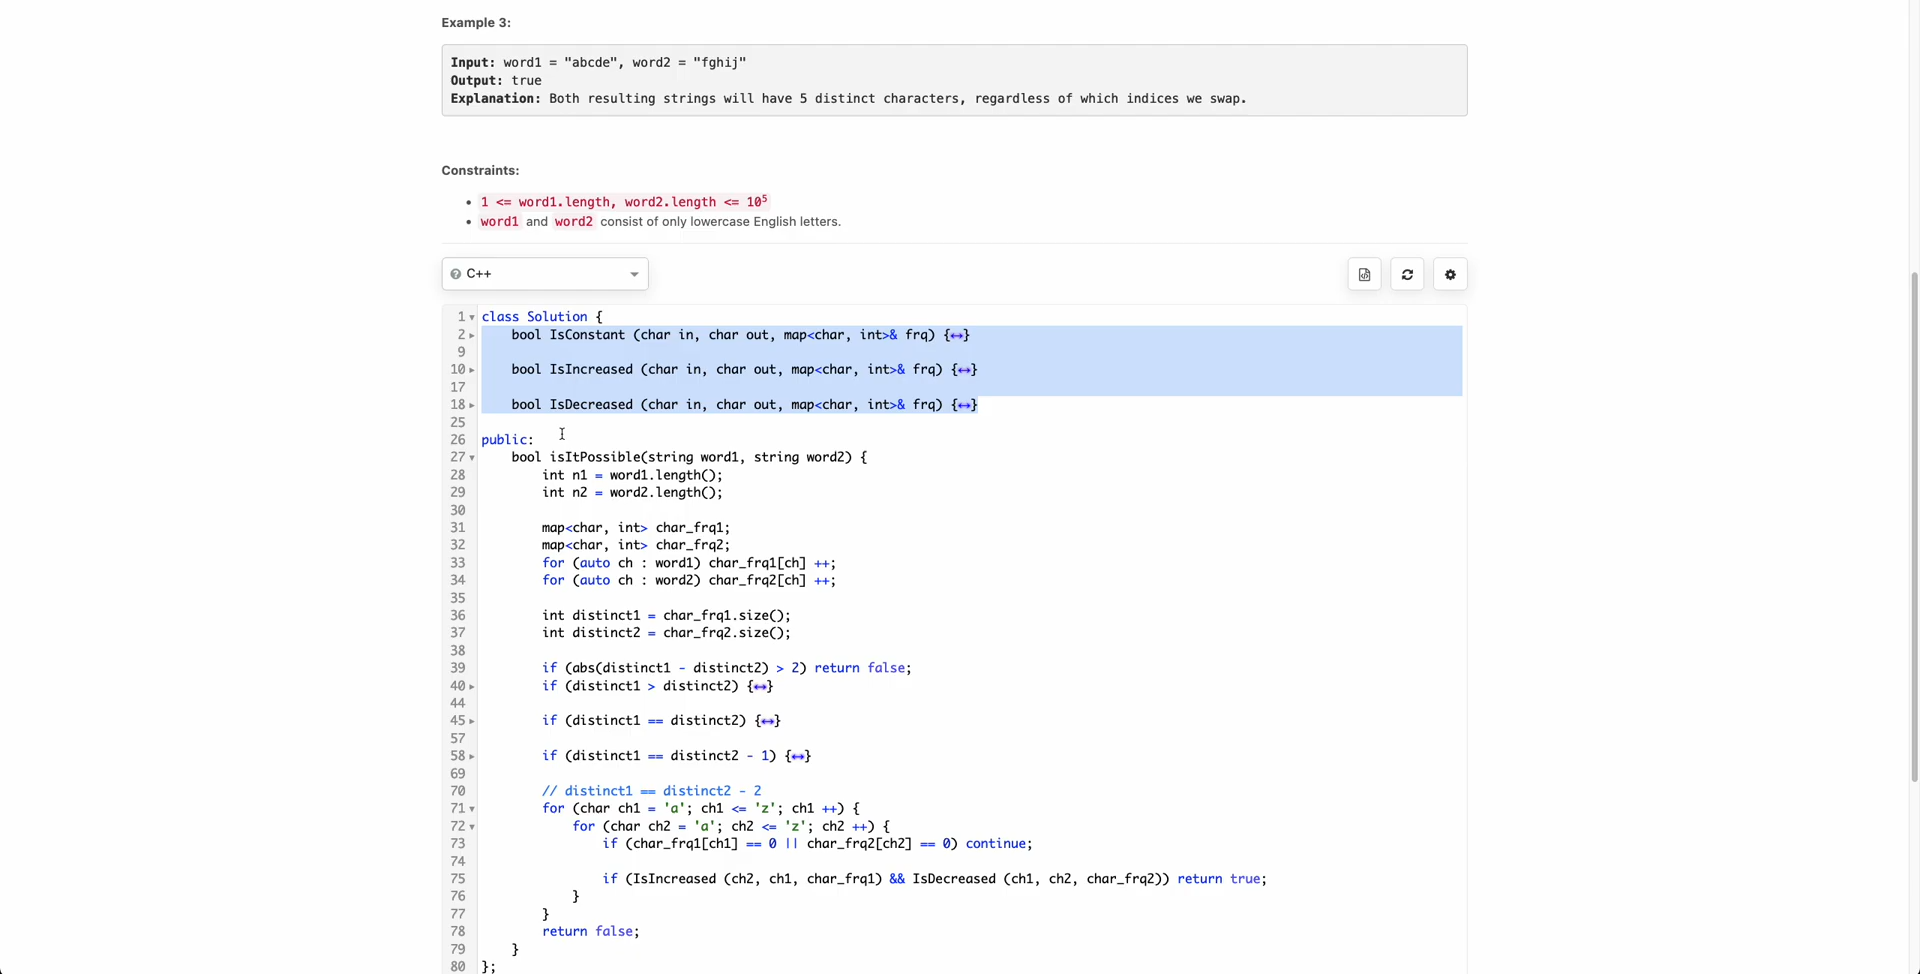 Example 3:
Input: word1 = "abcde", word2 = "fghij"
Output: true
Explanation: Both resulting strings will have 5 distinct characters, regardless of which indices we swap.
Constraints:
• 1 <= word1.length, word2.length <= 10⁵
• word1 and word2 consist of only lowercase English letters.
C++
1 class Solution {
2 bool IsConstant (char in, char out, map<char, int>& frq) {↔}
9
10 bool IsIncreased (char in, char out, map<char, int>& frq) {↔}
17
18 bool IsDecreased (char in, char out, map<char, int>& frq) {↔}
25
26 public:
27 bool isItPossible(string word1, string word2) {
28 int n1 = word1.length();
29 int n2 = word2.length();
30
31 map<char, int> char_frq1;
32 map<char, int> char_frq2;
33 for (auto ch : word1) char_frq1[ch] ++;
34 for (auto ch : word2) char_frq2[ch] ++;
35
36 int distinct1 = char_frq1.size();
37 int distinct2 = char_frq2.size();
38
39 if (abs(distinct1 - distinct2) > 2) return false;
40 if (distinct1 > distinct2) {↔}
44
45 if (distinct1 == distinct2) {↔}
57
58 if (distinct1 == distinct2 - 1) {↔}
69
70 // distinct1 == distinct2 - 2
71 for (char ch1 = 'a'; ch1 <= 'z'; ch1 ++) {
72 for (char ch2 = 'a'; ch2 <= 'z'; ch2 ++) {
73 if (char_frq1[ch1] == 0 || char_frq2[ch2] == 0) continue;
74
75 if (IsIncreased (ch2, ch1, char_frq1) && IsDecreased (ch1, ch2, char_frq2)) return true;
76 }
77 }
78 return false;
79 }
80 };